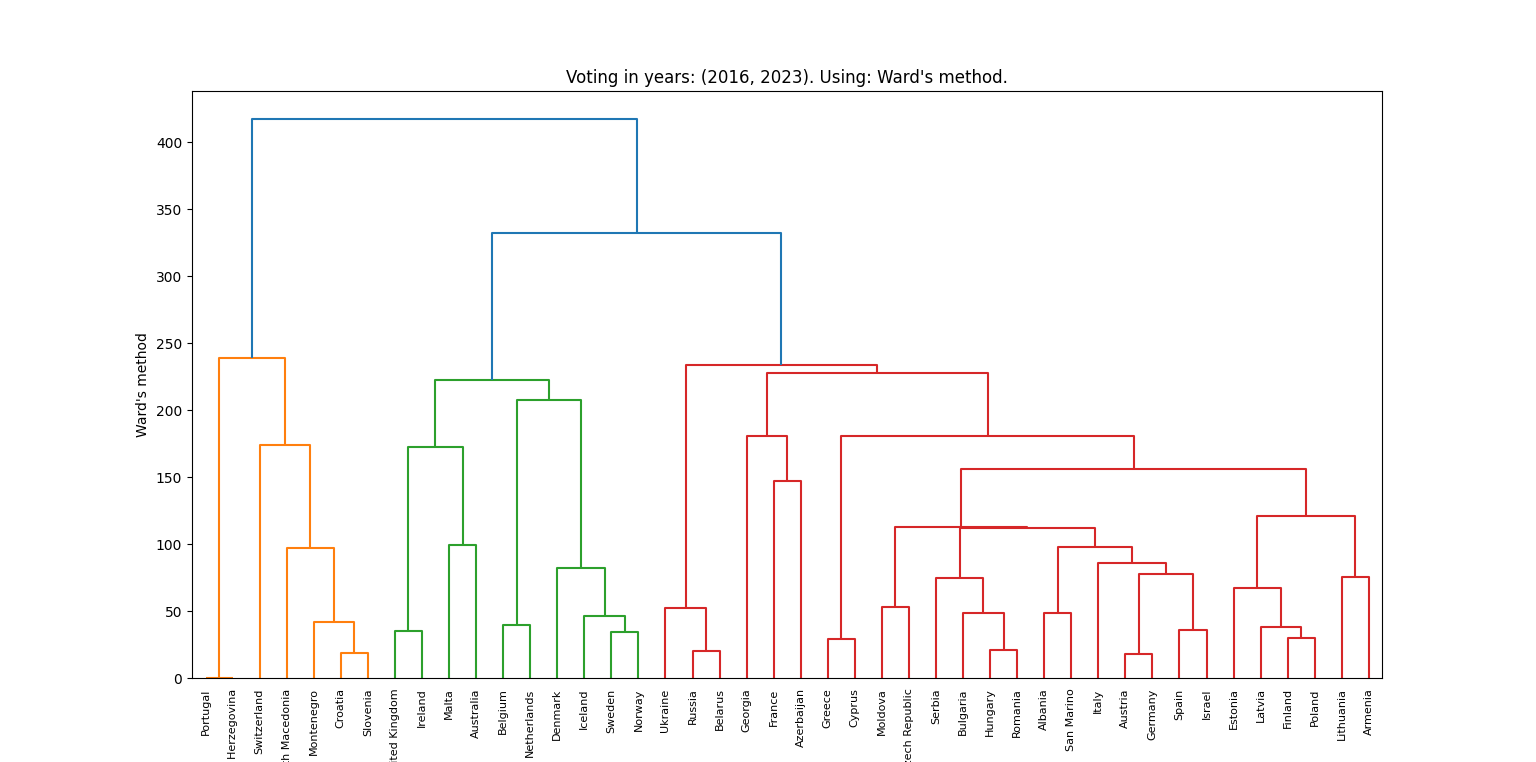 Voting in years: (2016, 2023). Using: Ward's method.
400
350
300
250
200
150
100
50
0
Ward's method
Portugal
Herzegovina
Switzerland
Macedonia
Montenegro
Croatia
Slovenia
Kingdom
Ireland
Malta
Australia
Belgium
Netherlands
Denmark
Iceland
Sweden
Norway
Ukraine
Russia
Belarus
Georgia
France
Azerbaijan
Greece
Cyprus
Moldova
Republic
Serbia
Bulgaria
Hungary
Romania
Albania
San Marino
Italy
Austria
Germany
Spain
Israel
Estonia
Latvia
Finland
Poland
Lithuania
Armenia